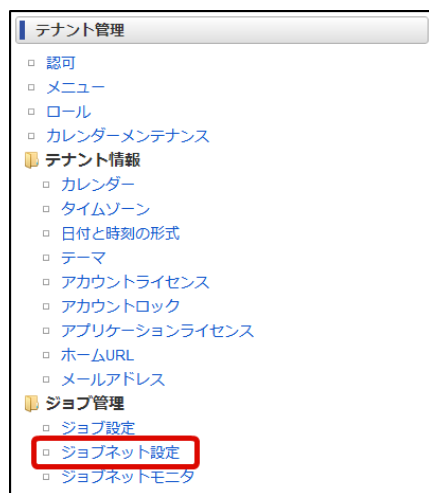 テナント管理
認可
メニュー
ロール
カレンダーメンテナンス
テナント情報
カレンダー
タイムゾーン
日付と時刻の形式
テーマ
アカウントライセンス
アカウントロック
アプリケーションライセンス
ホームURL
メールアドレス
ジョブ管理
ジョブ設定
ジョブネット設定
ジョブネットモニタ